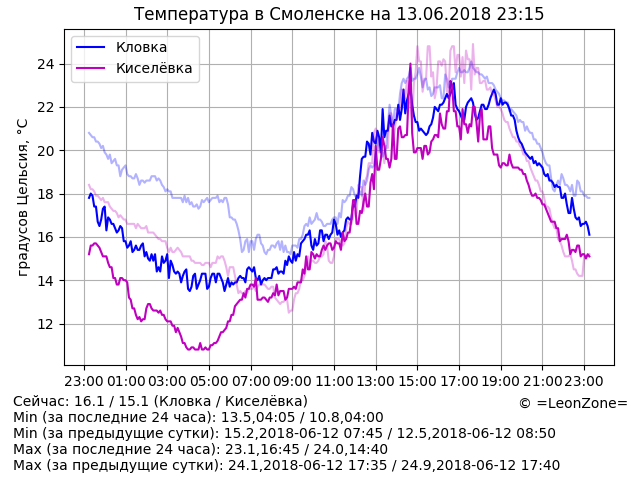 Температура в Смоленске на 13.06.2018 23:15
Кловка
Киселёвка
градусов Цельсия, °C
24
22
20
18
16
14
12
23:00 01:00 03:00 05:00 07:00 09:00 11:00 13:00 15:00 17:00 19:00 21:00 23:00
Сейчас: 16.1 / 15.1 (Кловка / Киселёвка)
© =LeonZone=
Min (за последние 24 часа): 13.5,04:05 / 10.8,04:00
Min (за предыдущие сутки): 15.2,2018-06-12 07:45 / 12.5,2018-06-12 08:50
Max (за последние 24 часа): 23.1,16:45 / 24.0,14:40
Max (за предыдущие сутки): 24.1,2018-06-12 17:35 / 24.9,2018-06-12 17:40